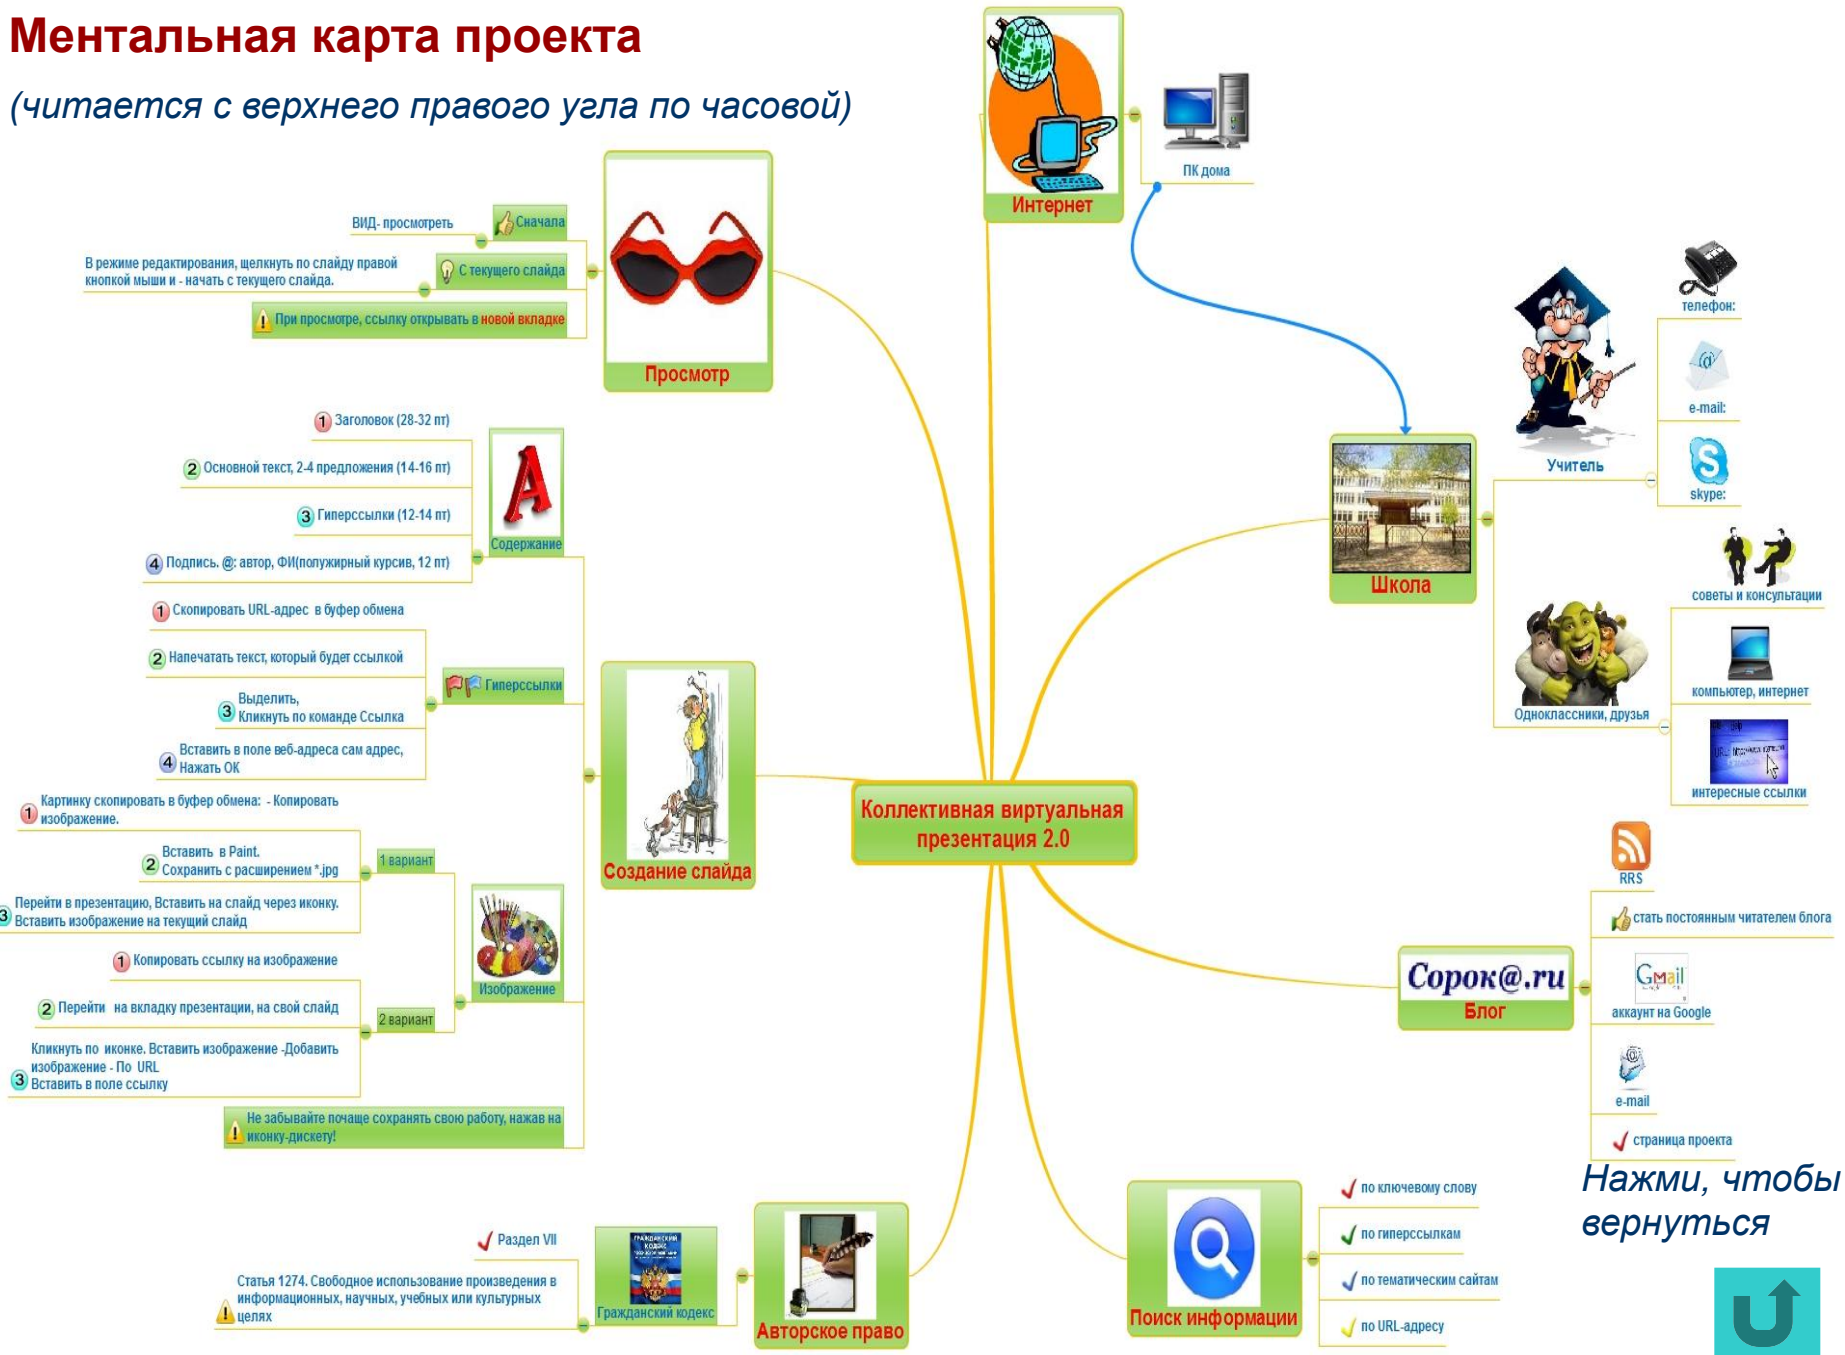 Ментальная карта проекта
(читается с верхнего правого угла по часовой)
Интернет
ПК дома
Школа
Учитель
телефон:
e-mail:
skype:
Одноклассники, друзья
советы и консультации
компьютер, интернет
интересные ссылки
Коллективная виртуальная
презентация 2.0
Сорок@.ru
Блог
RRS
стать постоянным читателем блога
Gmail
аккаунт на Google
e-mail
страница проекта
Нажми, чтобы
вернуться
Поиск информации
по ключевому слову
по гиперссылкам
по тематическим сайтам
по URL-адресу
Авторское право
ГРАЖДАНСКИЙ
КОДЕКС
Гражданский кодекс
Раздел VII
Статья 1274. Свободное использование произведения в
информационных, научных, учебных или культурных
целях
Создание слайда
А
Содержание
1 Заголовок (28-32 пт)
2 Основной текст, 2-4 предложения (14-16 пт)
3 Гиперссылки (12-14 пт)
4 Подпись. @: автор, ФИ(полужирный курсив, 12 пт)
Гиперссылки
1 Скопировать URL-адрес в буфер обмена
2 Напечатать текст, который будет ссылкой
3 Выделить,
Кликнуть по команде Ссылка
4 Вставить в поле веб-адреса сам адрес,
Нажать ОК
Изображение
1 вариант
1 Картинку скопировать в буфер обмена: - Копировать
изображение.
2 Вставить в Paint.
Сохранить с расширением *.jpg
3 Перейти в презентацию, Вставить на слайд через иконку.
Вставить изображение на текущий слайд
2 вариант
1 Копировать ссылку на изображение
2 Перейти на вкладку презентации, на свой слайд
3 Кликнуть по иконке. Вставить изображение -Добавить
изображение - По URL
Вставить в поле ссылку
Не забывайте почаще сохранять свою работу, нажав на
иконку-дискету!
Просмотр
Сначала
ВИД- просмотреть
С текущего слайда
В режиме редактирования, щелкнуть по слайду правой
кнопкой мыши и - начать с текущего слайда.
При просмотре, ссылку открывать в новой вкладке